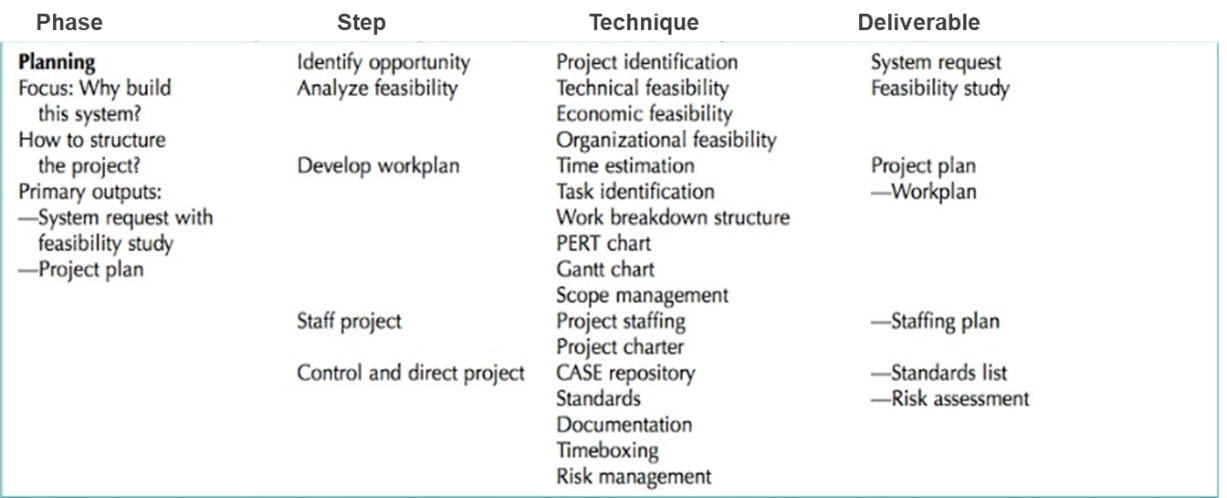 Phase Step Technique Deliverable
Planning Identify opportunity Project identification System request
Focus: Why build Analyze feasibility Technical feasibility Feasibility study
this system? Economic feasibility
How to structure Organizational feasibility
the project? Develop workplan Time estimation Project plan
Primary outputs: Task identification —Workplan
—System request with Work breakdown structure
feasibility study PERT chart
—Project plan Gantt chart
Scope management
Staff project Project staffing —Staffing plan
Project charter
Control and direct project CASE repository —Standards list
Standards —Risk assessment
Documentation
Timeboxing
Risk management